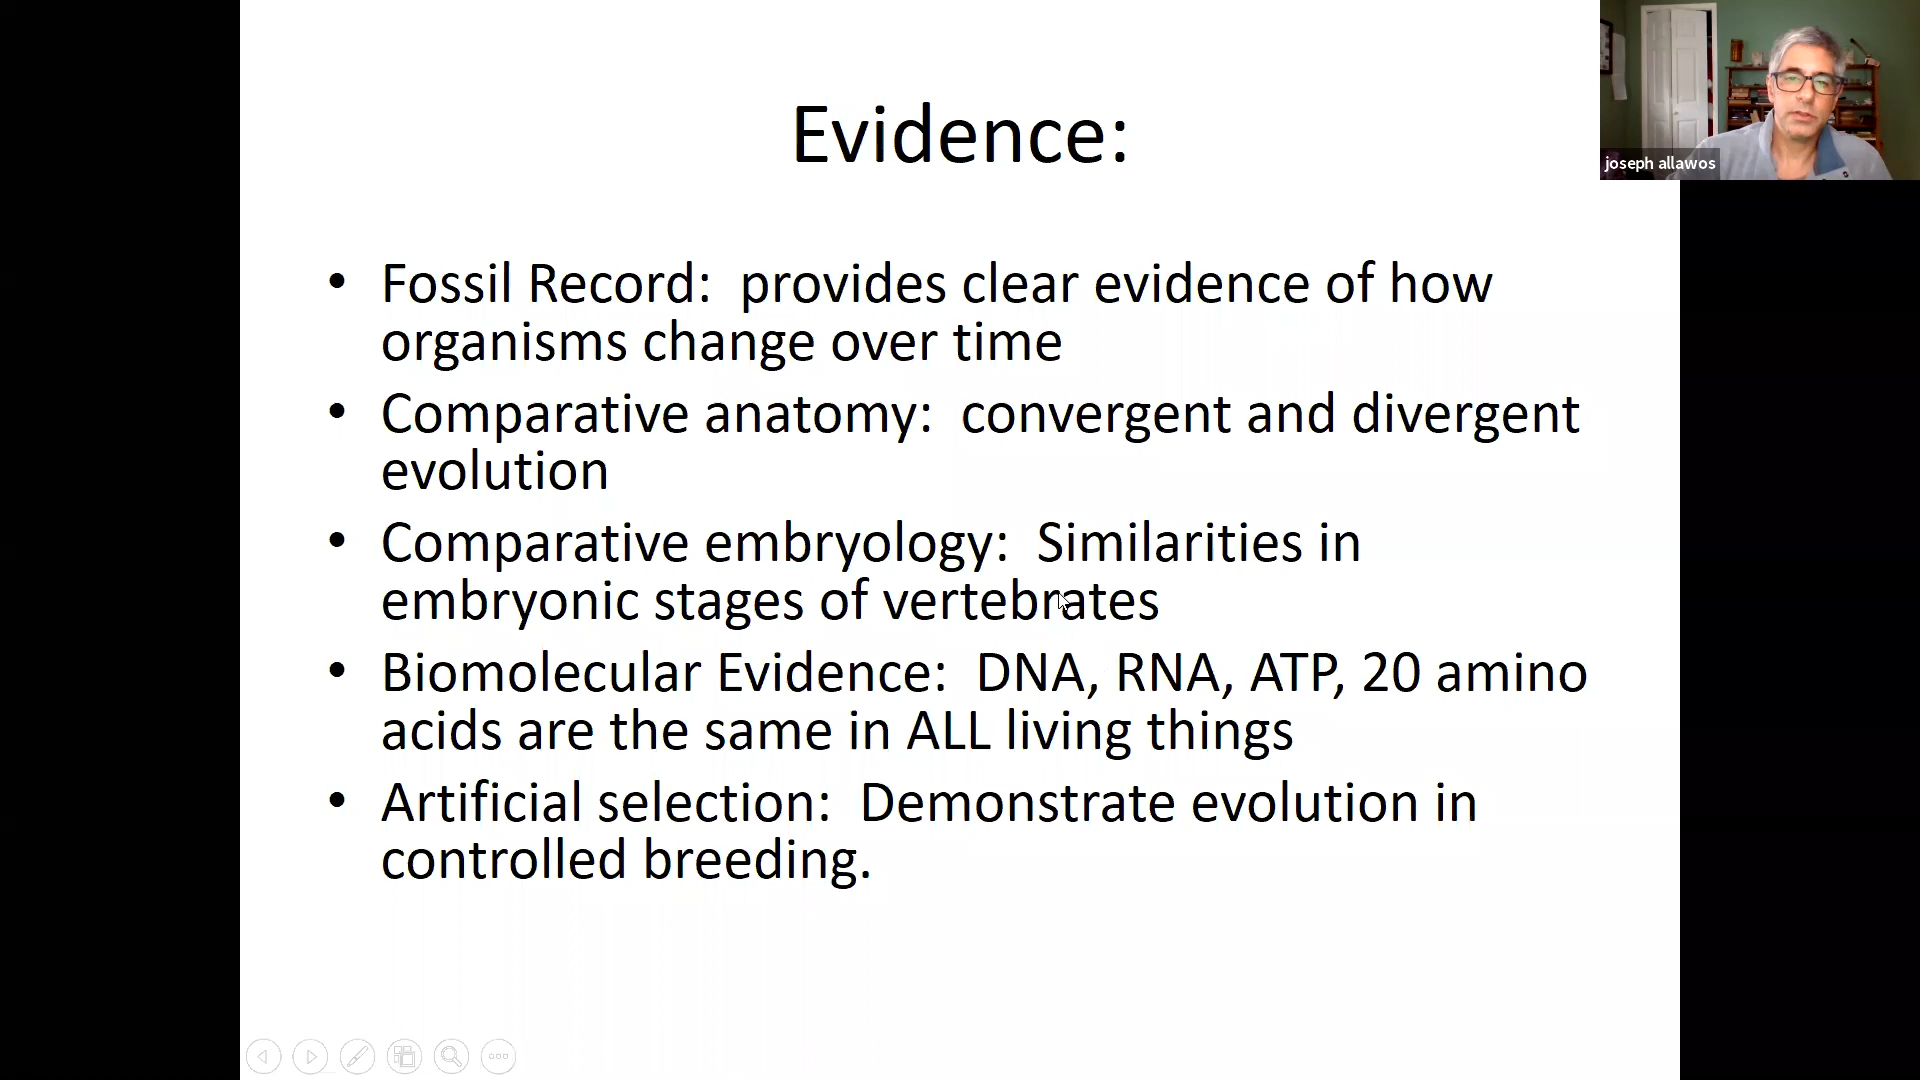 Evidence:
• Fossil Record:  provides clear evidence of how
organisms change over time
• Comparative anatomy:  convergent and divergent
evolution
• Comparative embryology:  Similarities in
embryonic stages of vertebrates
• Biomolecular Evidence:  DNA, RNA, ATP, 20 amino
acids are the same in ALL living things
• Artificial selection:  Demonstrate evolution in
controlled breeding.
joseph allawos